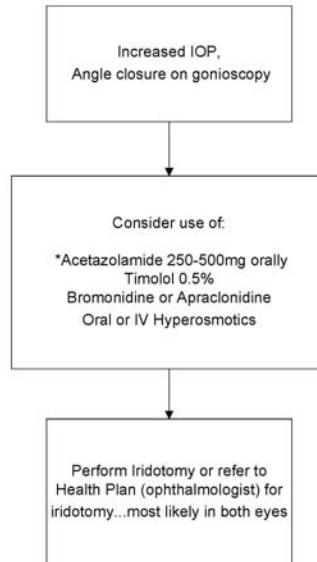 Increased IOP,
Angle closure on gonioscopy
Consider use of:
*Acetazolamide 250-500mg orally
Timolol 0.5%
Bromonidine or Apraclonidine
Oral or IV Hyperosmotics
Perform Iridotomy or refer to
Health Plan (ophthalmologist) for
iridotomy...most likely in both eyes